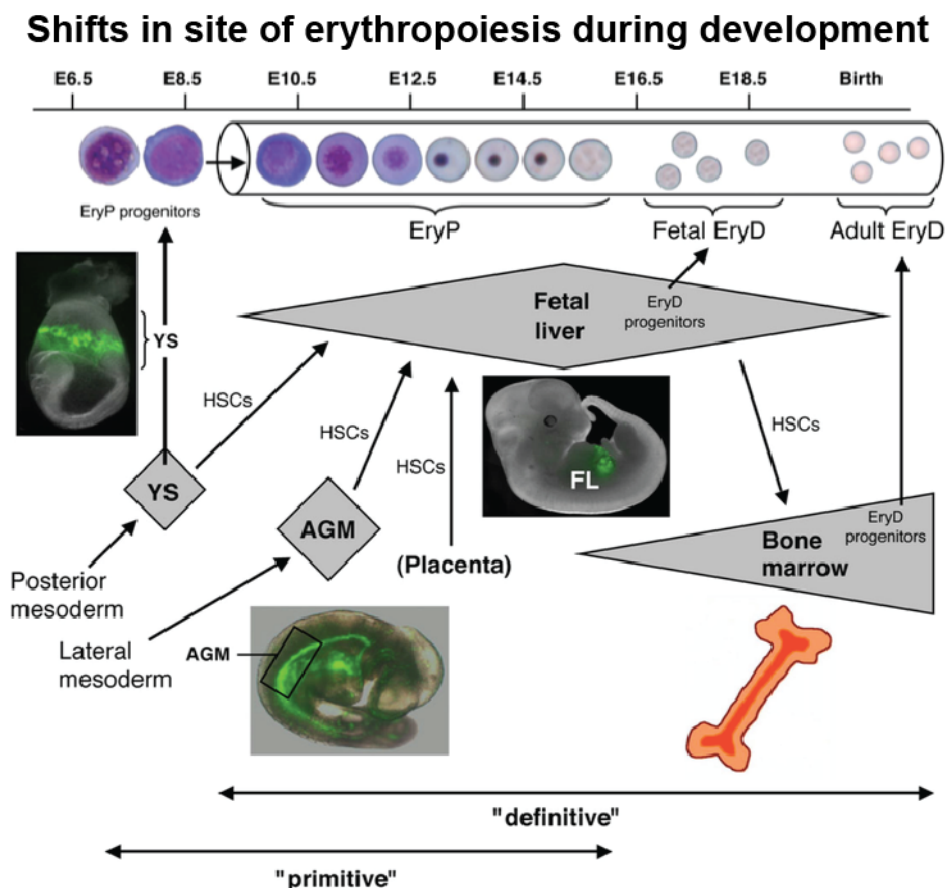 Shifts in site of erythropoiesis during development
E6.5 E8.5 E10.5 E12.5 E14.5 E16.5 E18.5 Birth
EryP progenitors
EryP
Fetal EryD
Adult EryD
Fetal
liver
EryD
progenitors
YS
HSCs
HSCs
HSCs
HSCs
FL
YS
AGM
(Placenta)
EryD
progenitors
Bone
marrow
Posterior
mesoderm
Lateral
mesoderm
AGM
"definitive"
"primitive"